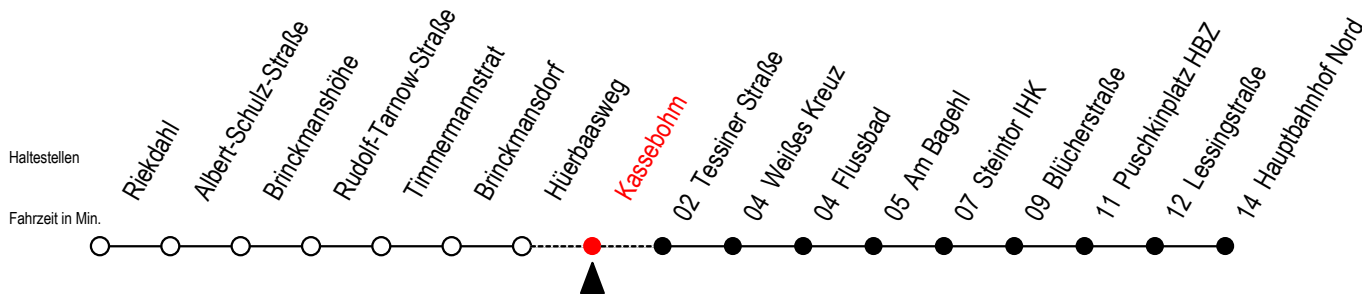 Haltestellen
Fahrzeit in Min.
Riekdahl
Albert-Schulz-Straße
Brinckmanshöhe
Rudolf-Tarnow-Straße
Timmermannstrat
Brinckmansdorf
Hüerbaasweg
Kassebohm
02 Tessiner Straße
04 Weißes Kreuz
04 Flussbad
05 Am Bagehl
07 Steintor IHK
09 Blücherstraße
11 Puschkinplatz HBZ
12 Lessingstraße
14 Hauptbahnhof Nord